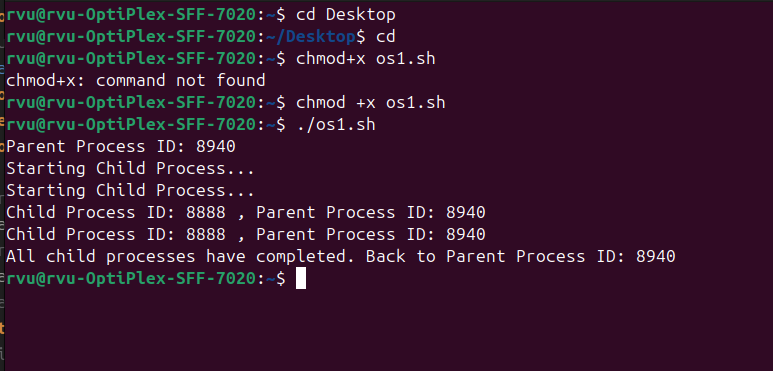 rvu@rvu-OptiPlex-SFF-7020:~$ cd Desktop
rvu@rvu-OptiPlex-SFF-7020:~/Desktop$ cd
rvu@rvu-OptiPlex-SFF-7020:~$ chmod+x os1.sh
chmod+x: command not found
rvu@rvu-OptiPlex-SFF-7020:~$ chmod +x os1.sh
rvu@rvu-OptiPlex-SFF-7020:~$ ./os1.sh
Parent Process ID: 8940
Starting Child Process...
Starting Child Process...
Child Process ID: 8888 , Parent Process ID: 8940
Child Process ID: 8888 , Parent Process ID: 8940
All child processes have completed. Back to Parent Process ID: 8940
rvu@rvu-OptiPlex-SFF-7020:~$